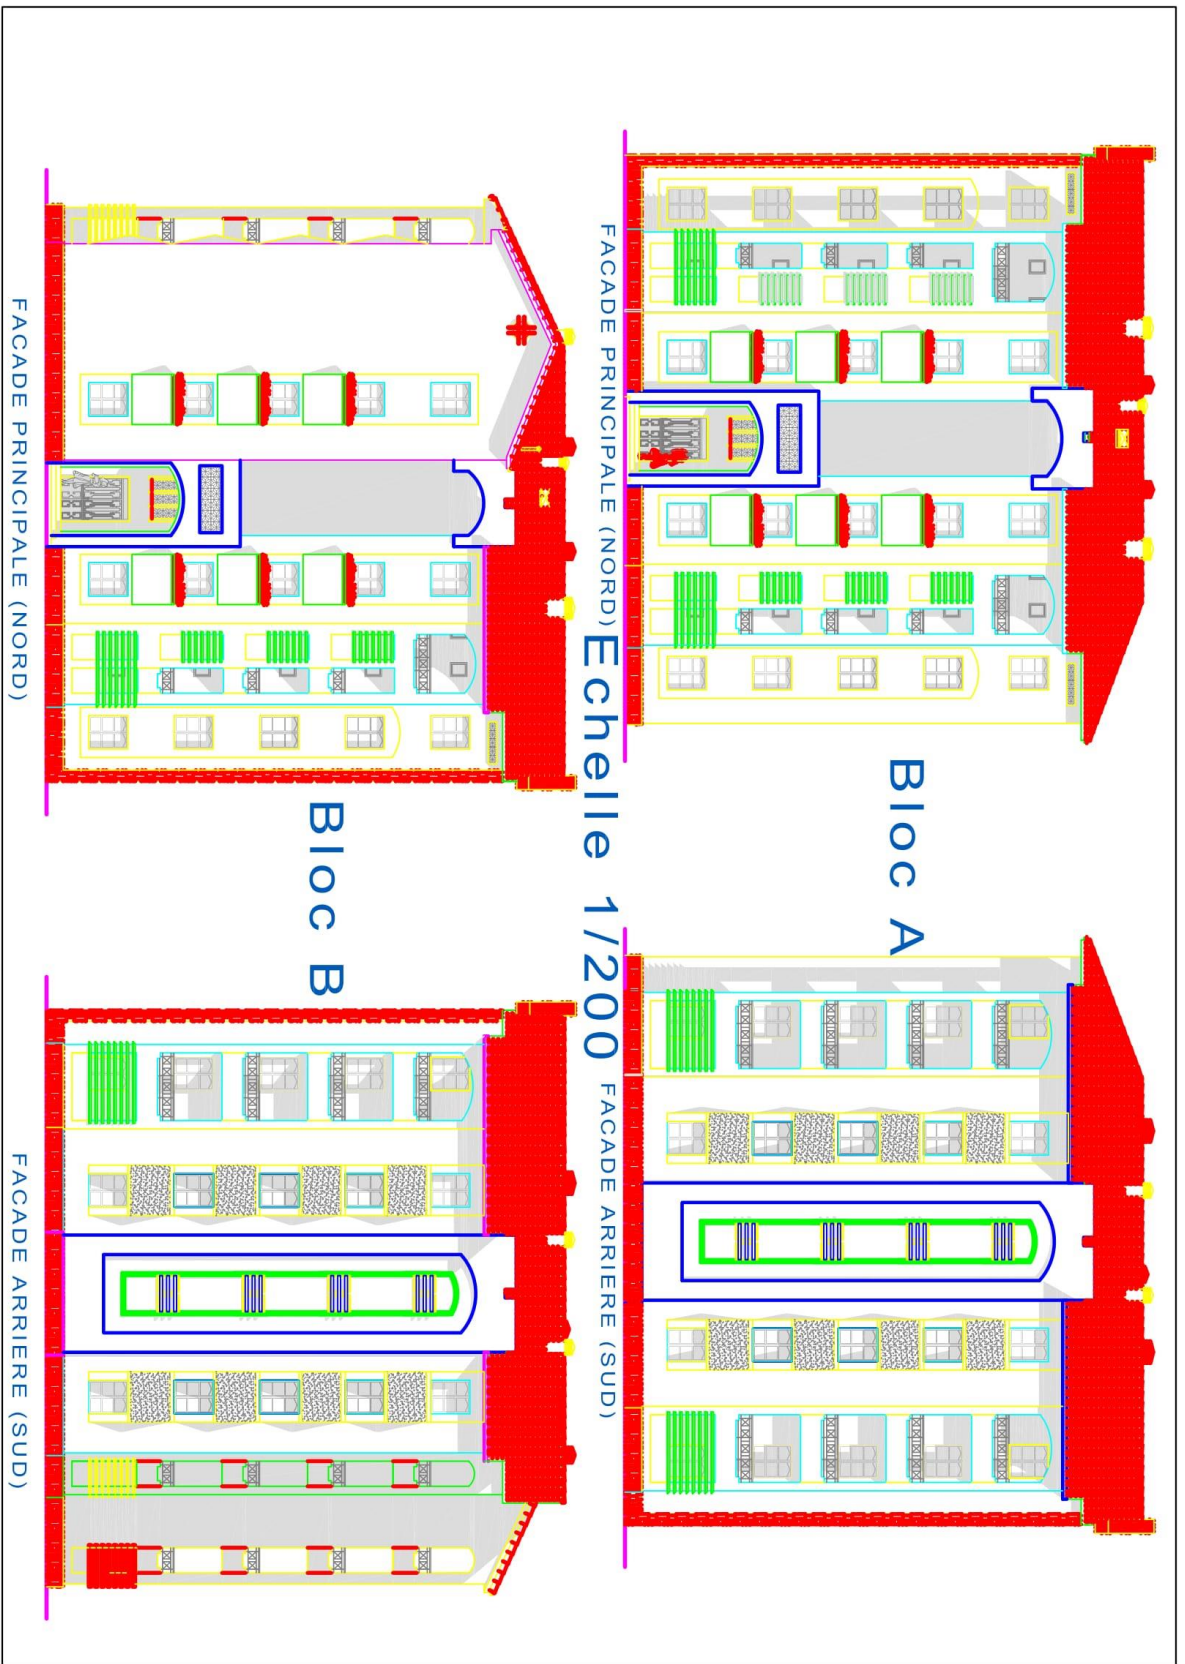 Bloc A
FACADE PRINCIPALE (NORD)
FACADE ARRIERE (SUD)
Echelle 1/200
Bloc B
FACADE PRINCIPALE (NORD)
FACADE ARRIERE (SUD)